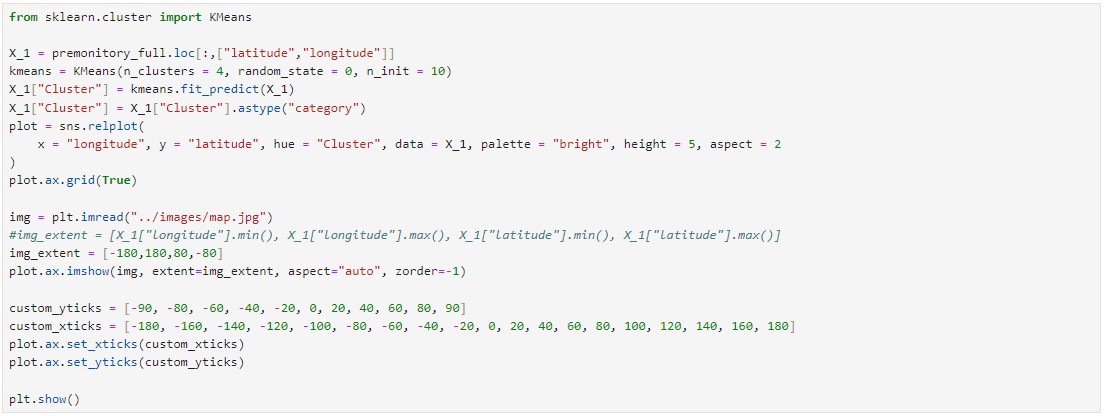 from sklearn.cluster import KMeans
X_1 = premonitory_full.loc[:,["latitude","longitude"]]
kmeans = KMeans(n_clusters = 4, random_state = 0, n_init = 10)
X_1["Cluster"] = kmeans.fit_predict(X_1)
X_1["Cluster"] = X_1["Cluster"].astype("category")
plot = sns.relplot(
    x = "longitude", y = "latitude", hue = "Cluster", data = X_1, palette = "bright", height = 5, aspect = 2
)
plot.ax.grid(True)
img = plt.imread("../images/map.jpg")
#img_extent = [X_1["longitude"].min(), X_1["longitude"].max(), X_1["latitude"].min(), X_1["latitude"].max()]
img_extent = [-180,180,80,-80]
plot.ax.imshow(img, extent=img_extent, aspect="auto", zorder=-1)
custom_yticks = [-90, -80, -60, -40, -20, 0, 20, 40, 60, 80, 90]
custom_xticks = [-180, -160, -140, -120, -100, -80, -60, -40, -20, 0, 20, 40, 60, 80, 100, 120, 140, 160, 180]
plot.ax.set_xticks(custom_xticks)
plot.ax.set_yticks(custom_yticks)
plt.show()